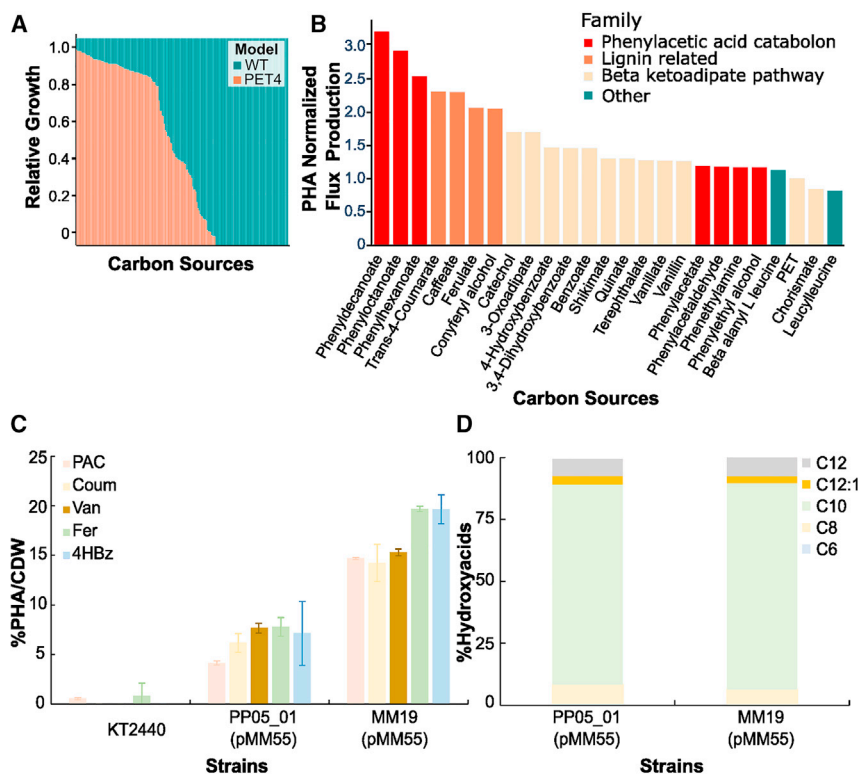 A
Relative Growth
1.0
0.8
0.6
0.4
0.2
0
Model
WT
PET4
Carbon Sources
B
PHA Normalized
Flux Production
3.0
2.5
2.0
1.5
1.0
0.5
0
Family
Phenylacetic acid catabolon
Lignin related
Beta ketoadipate pathway
Other
Phenyldecanoate
Phenyloctanoate
Phenylhexanoate
Trans-4-Coumarate
Caffeate
Ferulate
Conyferyl alcohol
Catechol
3-Oxoadipate
4-Hydroxybenzoate
3,4-Dihydroxybenzoate
Benzoate
Shikimate
Quinate
Terephthalate
Vanillate
Vanillin
Phenylacetate
Phenylacetaldehyde
Phenethylamine
Phenylethyl alcohol
Beta alanyl L leucine
PET
Chorismate
Leucylleucine
Carbon Sources
C
%PHA/CDW
25
20
15
10
5
0
PAC
Coum
Van
Fer
4HBz
KT2440
PP05_01
(pMM55)
MM19
(pMM55)
Strains
D
%Hydroxyacids
100
75
50
25
0
C12
C12:1
C10
C8
C6
PP05_01
(pMM55)
MM19
(pMM55)
Strains